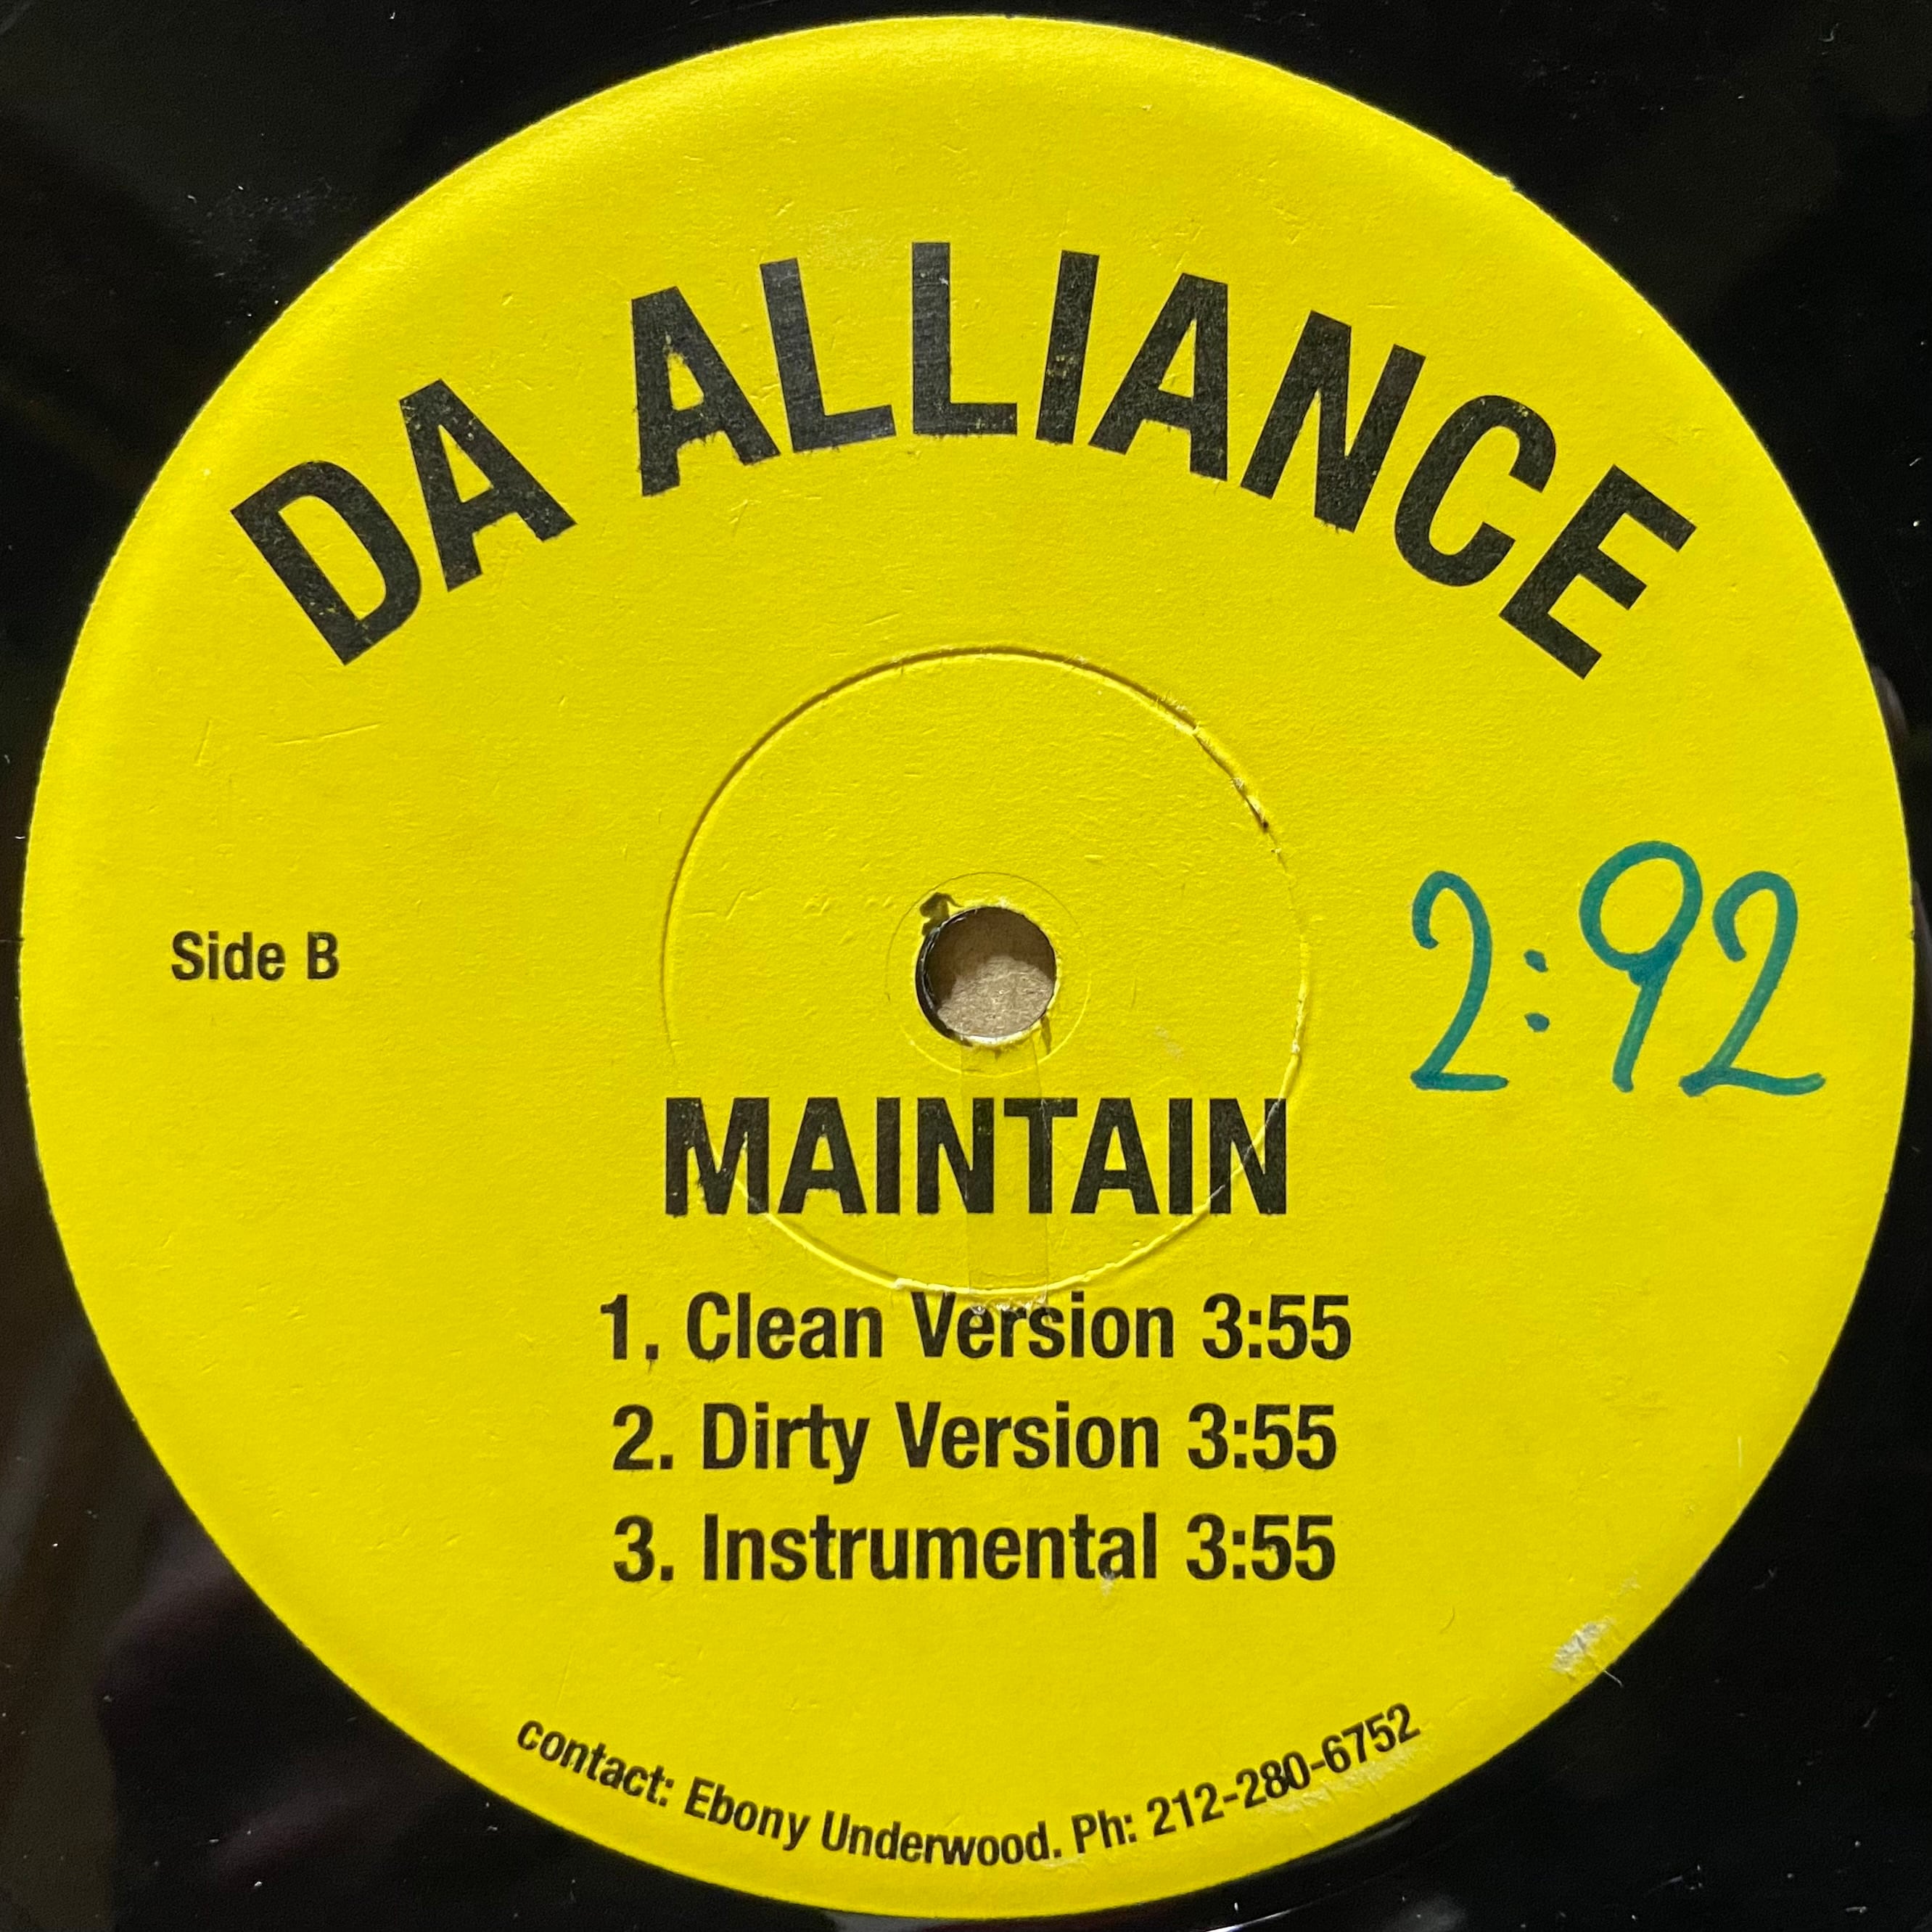 DA ALLIANCE
Side B
2:92
MAINTAIN
1. Clean Version 3:55
2. Dirty Version 3:55
3. Instrumental 3:55
contact: Ebony Underwood. Ph: 212-280-6752